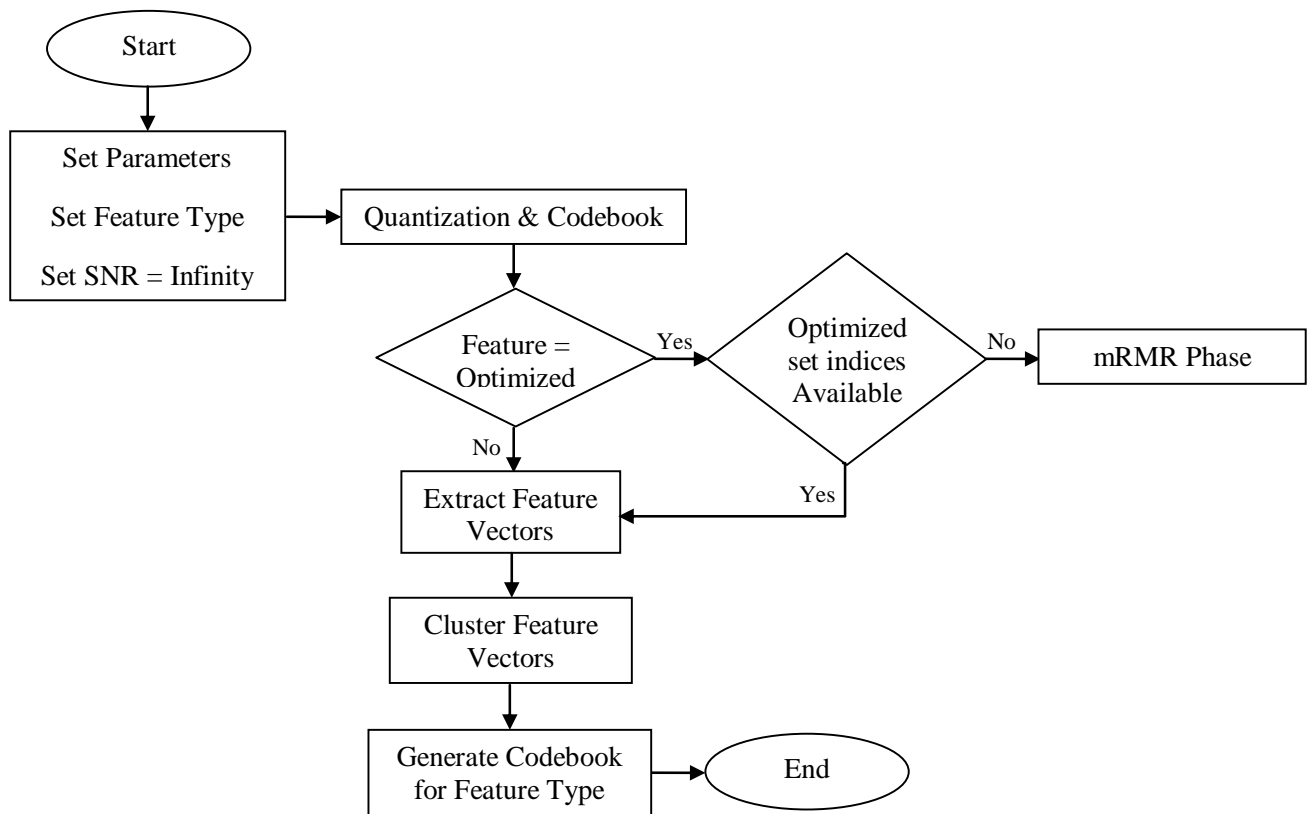 Start
Set Parameters
Set Feature Type
Set SNR = Infinity
Quantization & Codebook
Feature =
Optimized
Yes
Optimized
set indices
Available
No
mRMR Phase
No
Yes
Extract Feature
Vectors
Cluster Feature
Vectors
Generate Codebook
for Feature Type
End